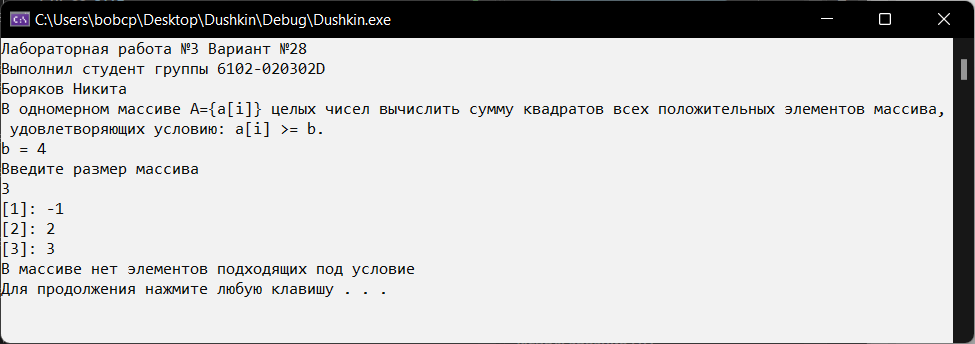 C:\Users\bobcp\Desktop\Dushkin\Debug\Dushkin.exe
Лабораторная работа №3 Вариант №28
Выполнил студент группы 6102-020302D
Боряков Никита
В одномерном массиве A={a[i]} целых чисел вычислить сумму квадратов всех положительных элементов массива,
удовлетворяющих условию: a[i] >= b.
b = 4
Введите размер массива
3
[1]: -1
[2]: 2
[3]: 3
В массиве нет элементов подходящих под условие
Для продолжения нажмите любую клавишу . . .